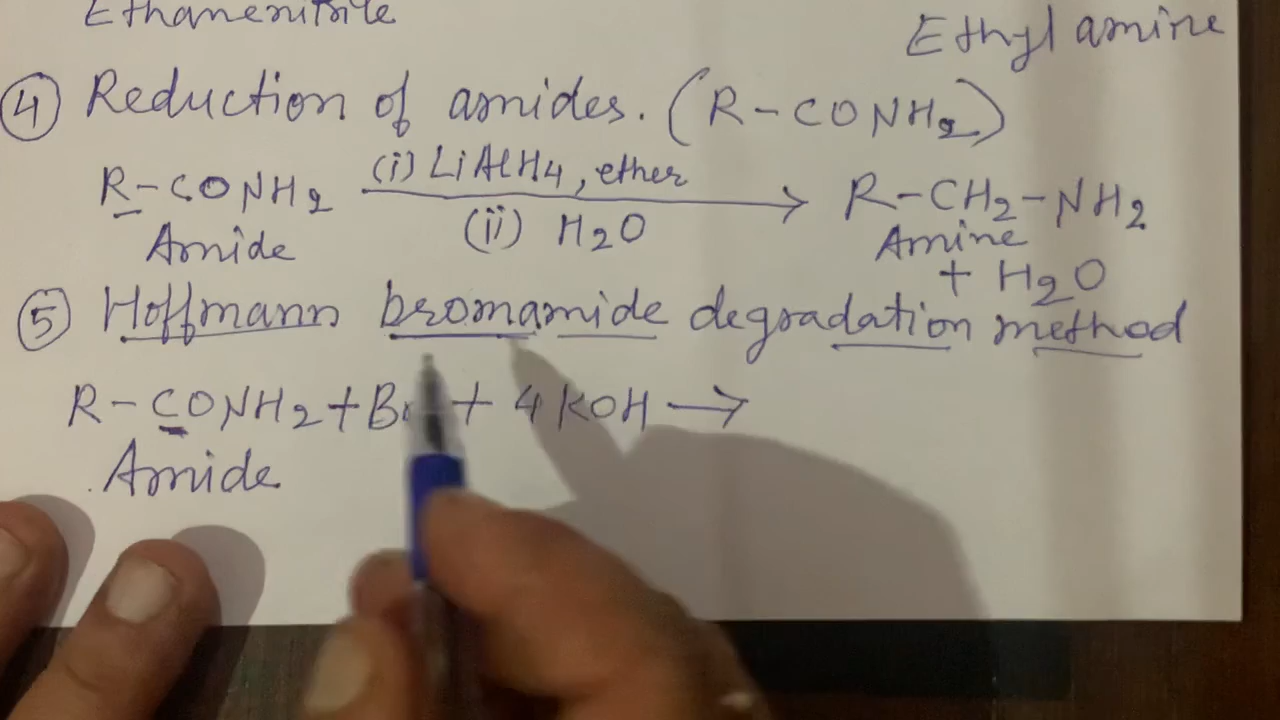 Ethanenitrile
Ethyl amine
④ Reduction of amides. (R-CONH2)
R-CONH2 (i) LiAlH4, ether → R-CH2-NH2
(ii) H2O
Amide Amine
+ H2O
⑤ Hoffmann bromamide degradation method
R-CONH2 + Br + 4KOH →
Amide